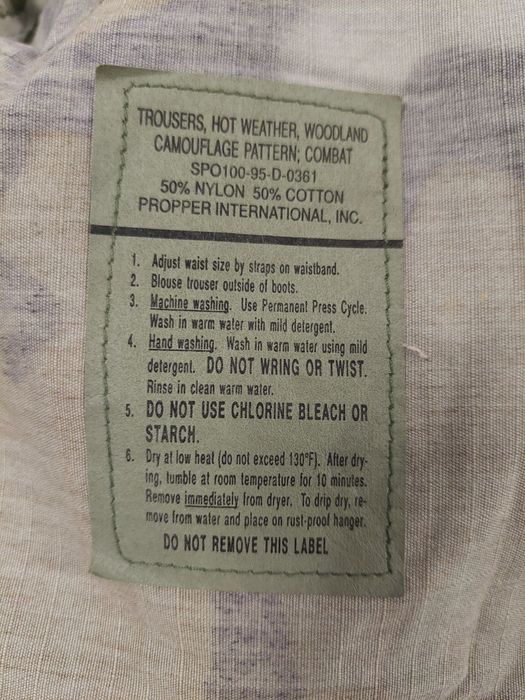 TROUSERS, HOT WEATHER, WOODLAND
CAMOUFLAGE PATTERN; COMBAT
SPO100-95-D-0361
50% NYLON 50% COTTON
PROPPER INTERNATIONAL, INC.
1. Adjust waist size by straps on waistband.
2. Blouse trouser outside of boots.
3. Machine washing. Use Permanent Press Cycle.
Wash in warm water with mild detergent.
4. Hand washing. Wash in warm water using mild
detergent. DO NOT WRING OR TWIST.
Rinse in clean warm water.
5. DO NOT USE CHLORINE BLEACH OR
STARCH.
6. Dry at low heat (do not exceed 130°F). After dry-
ing, tumble at room temperature for 10 minutes.
Remove immediately from dryer. To drip dry, re-
move from water and place on rust-proof hanger.
DO NOT REMOVE THIS LABEL